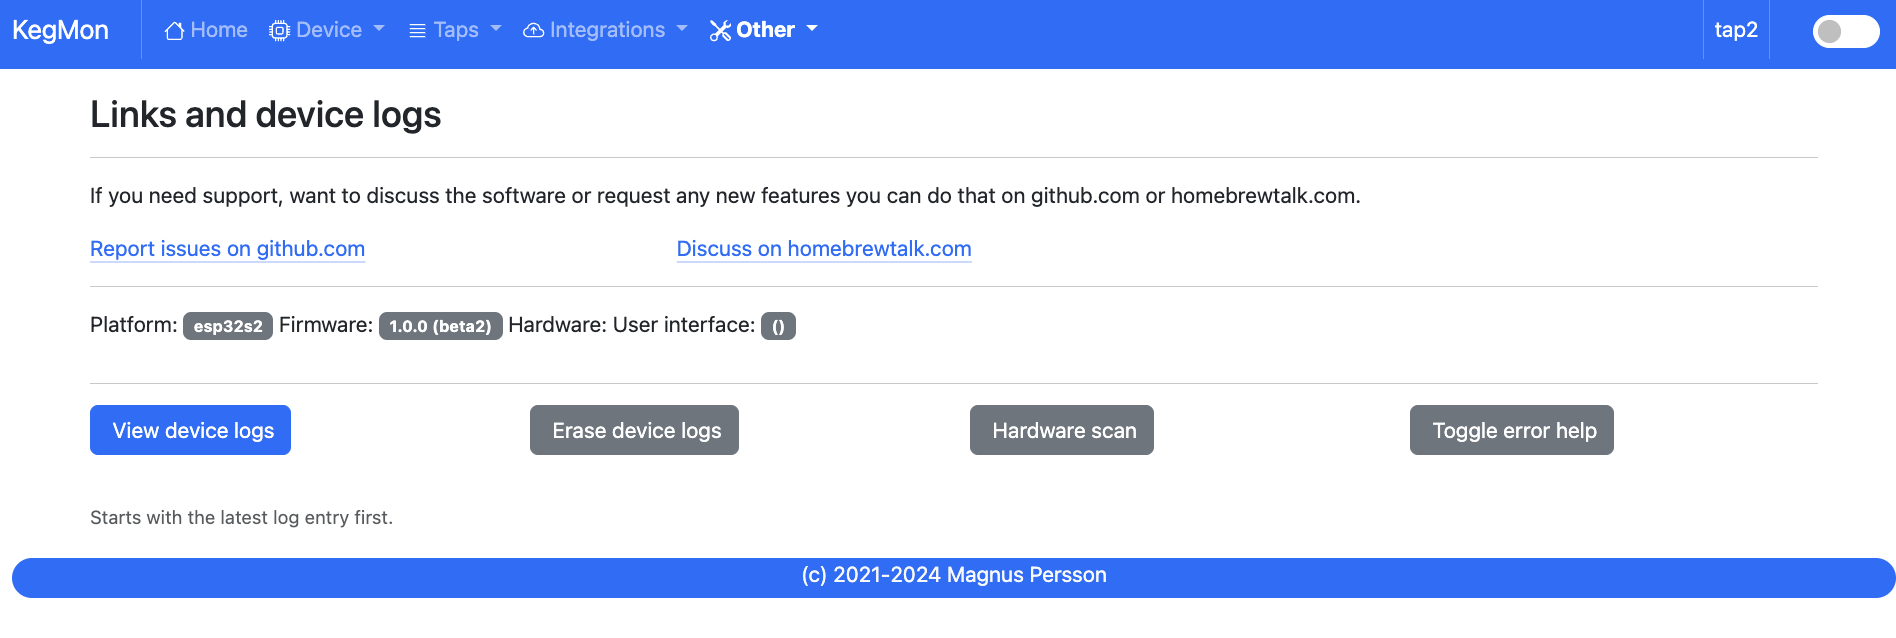 KegMon Home Device Taps Integrations Other tap2
Links and device logs
If you need support, want to discuss the software or request any new features you can do that on github.com or homebrewtalk.com.
Report issues on github.com Discuss on homebrewtalk.com
Platform: esp32s2 Firmware: 1.0.0 (beta2) Hardware: User interface: ()
View device logs Erase device logs Hardware scan Toggle error help
Starts with the latest log entry first.
(c) 2021-2024 Magnus Persson